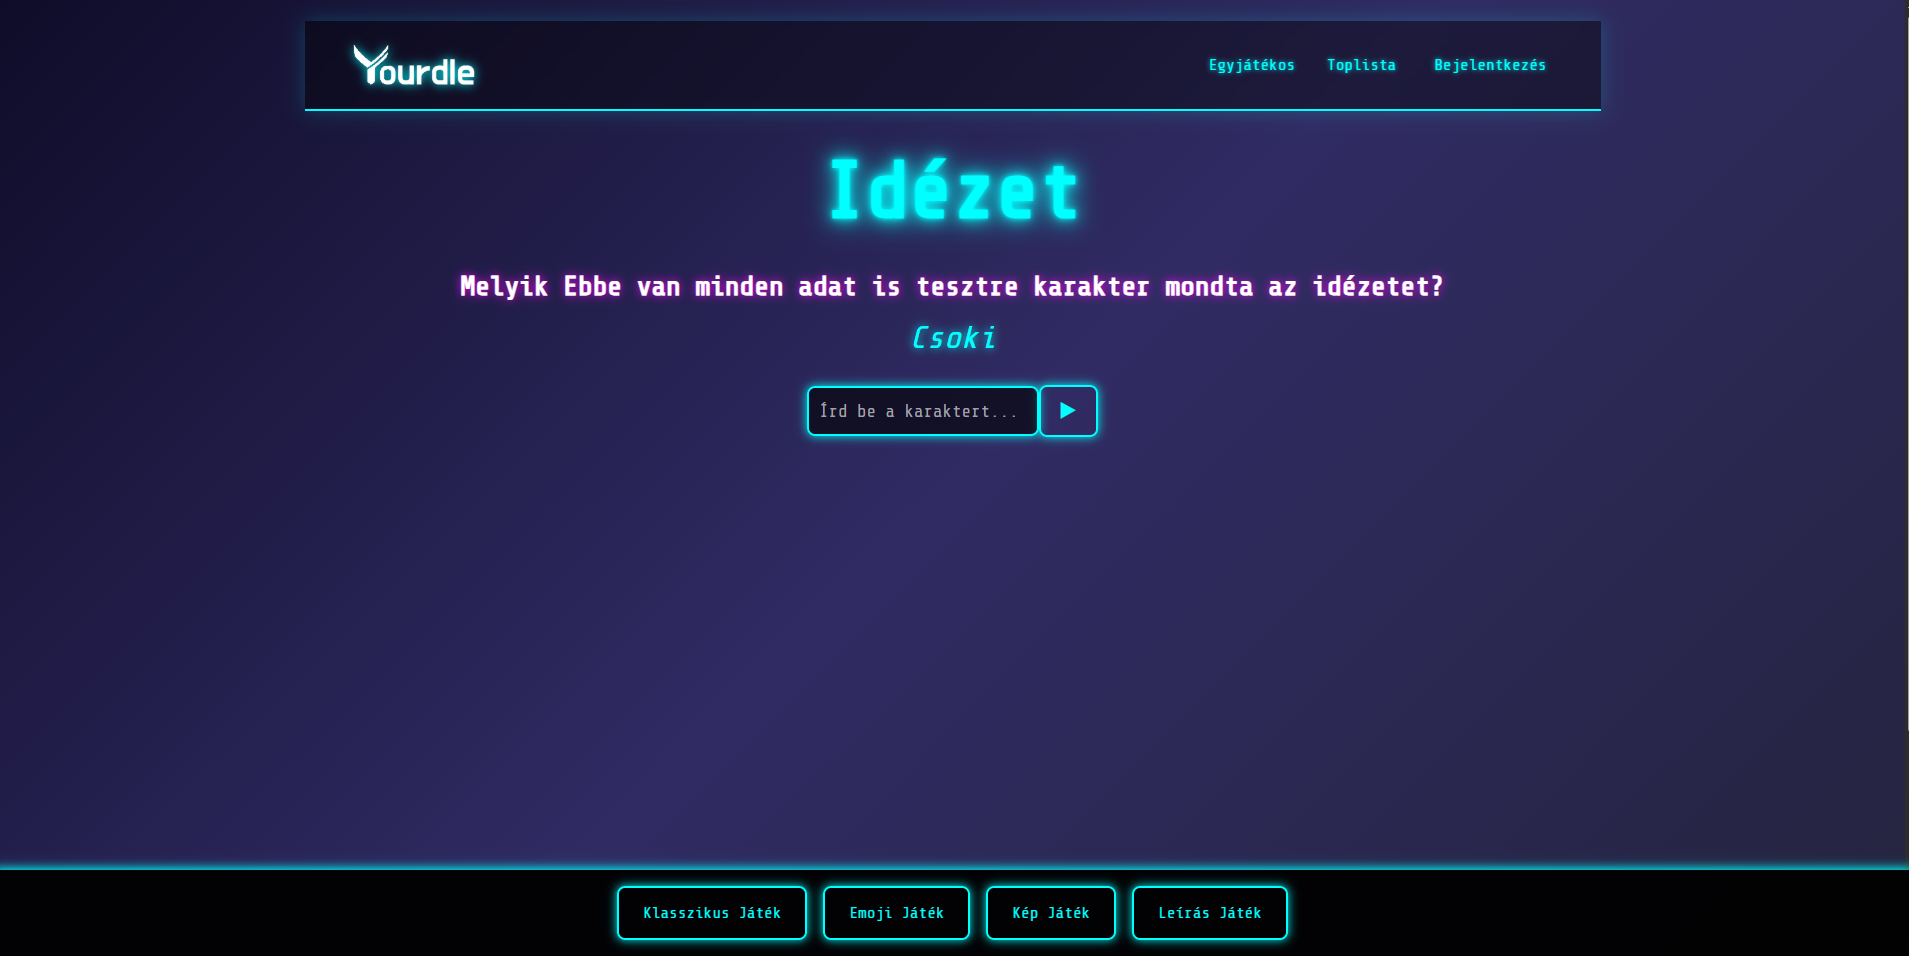 Yourdle
Egyjátékos Toplista Bejelentkezés
Idézet
Melyik Ebbe van minden adat is tesztre karakter mondta az idézetet?
Csoki
Írd be a karaktert...
Klasszikus Játék Emoji Játék Kép Játék Leírás Játék